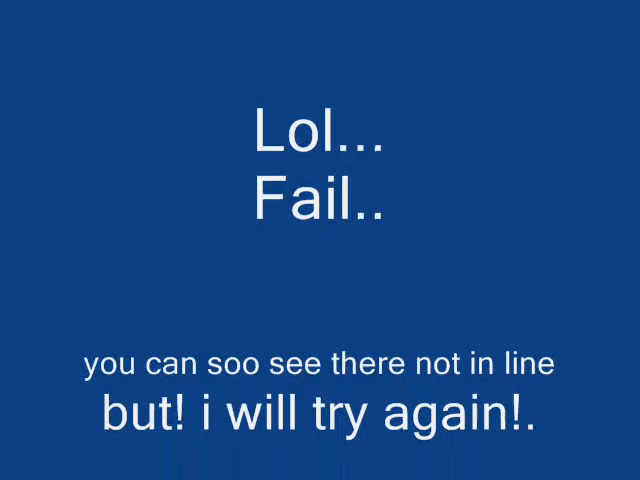 Lol...
Fail..
you can soo see there not in line
but! i will try again!.